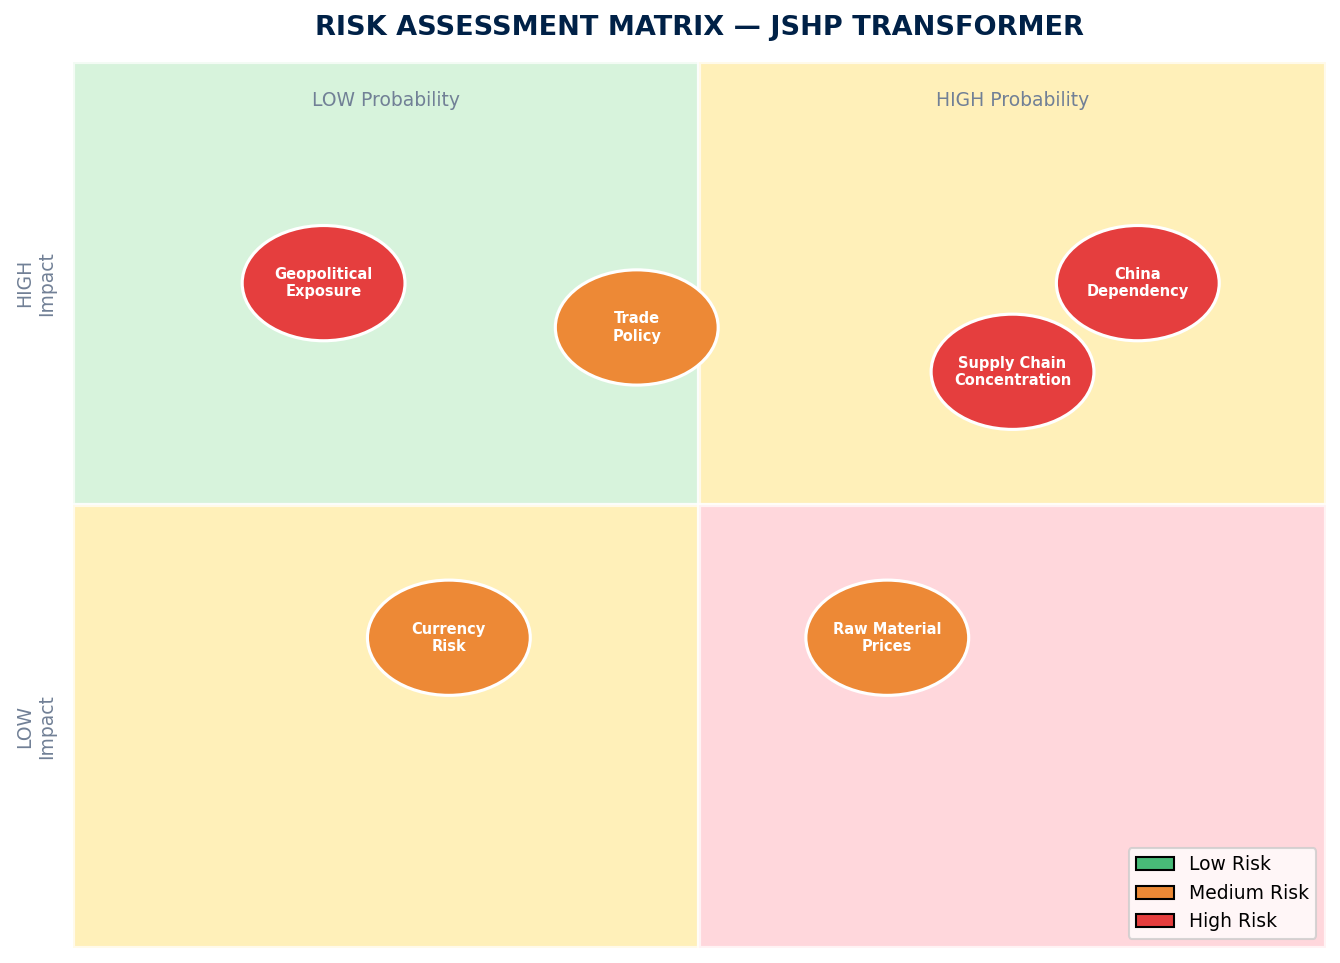 RISK ASSESSMENT MATRIX — JSHP TRANSFORMER
LOW Probability
HIGH Probability
HIGH
Impact
Geopolitical
Exposure
Trade
Policy
China
Dependency
Supply Chain
Concentration
LOW
Impact
Currency
Risk
Raw Material
Prices
Low Risk
Medium Risk
High Risk